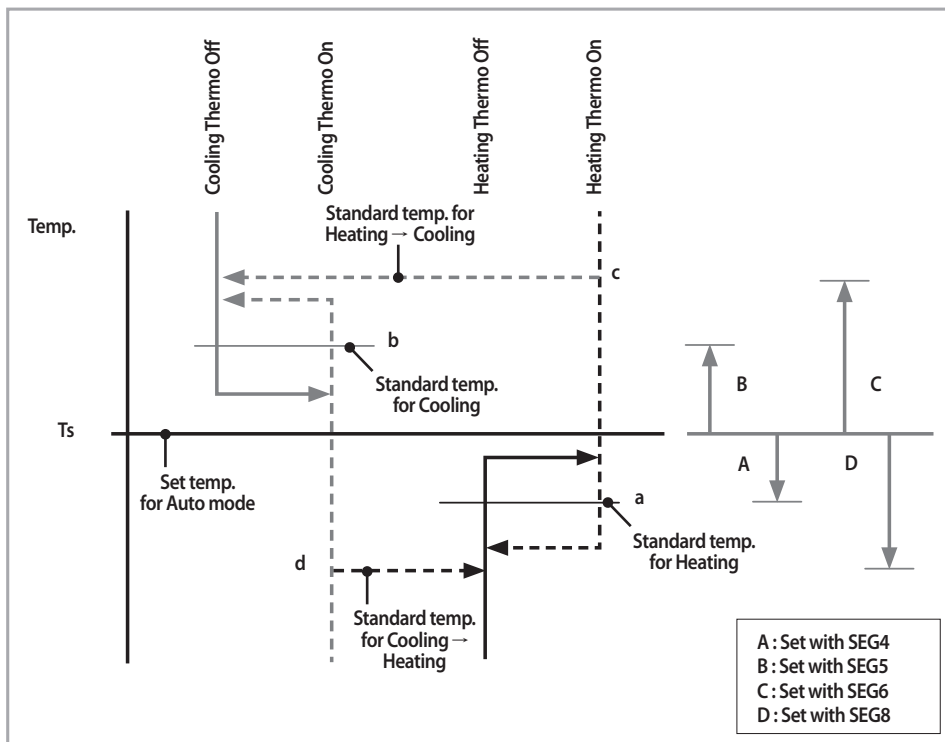 Cooling Thermo Off
Cooling Thermo On
Heating Thermo Off
Heating Thermo On
Temp.
Standard temp. for
Heating → Cooling
c
b
Standard temp.
for Cooling
B
C
Ts
A
D
Set temp.
for Auto mode
a
Standard temp.
for Heating
d
Standard temp.
for Cooling →
Heating
A : Set with SEG4
B : Set with SEG5
C : Set with SEG6
D : Set with SEG8